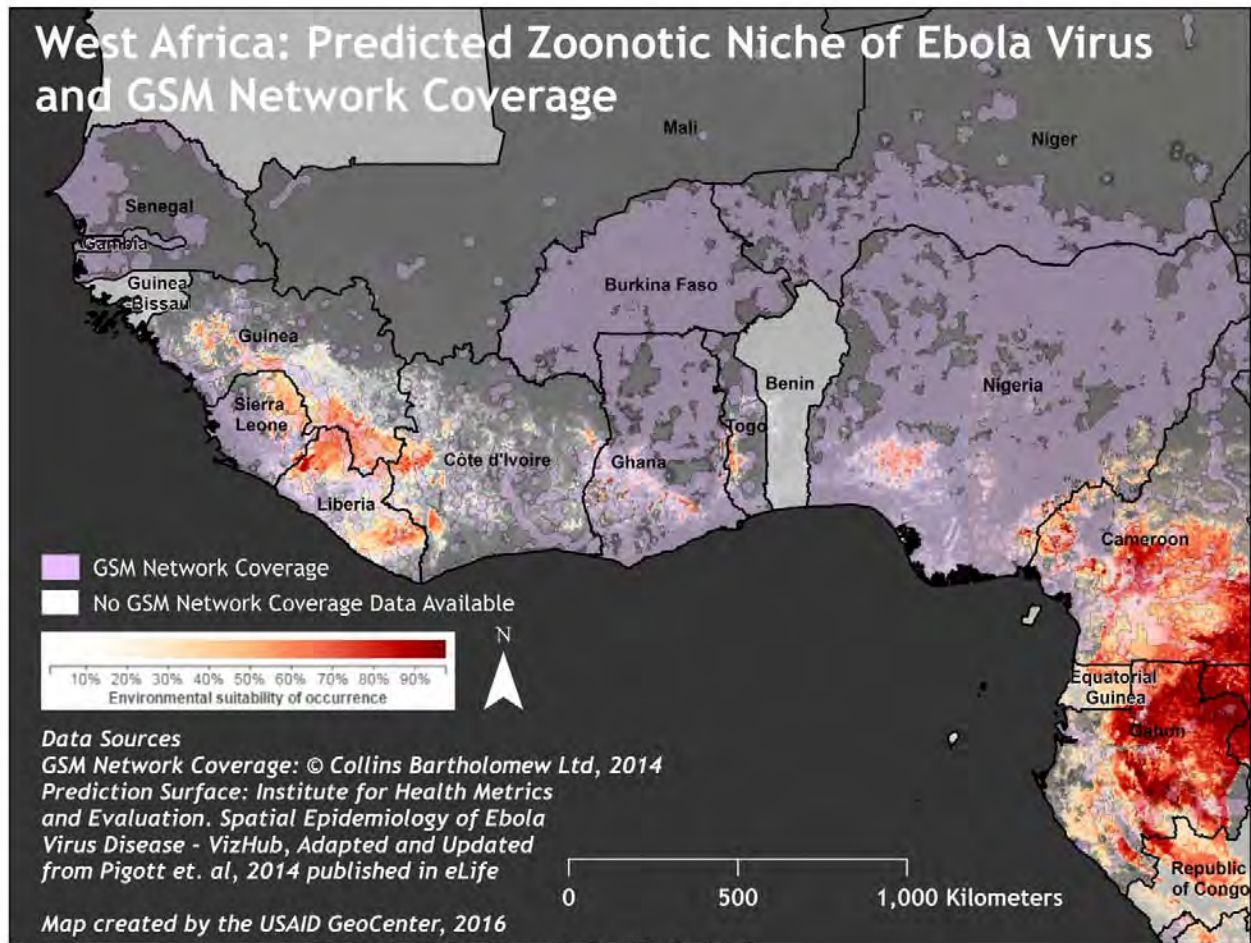 West Africa: Predicted Zoonotic Niche of Ebola Virus
and GSM Network Coverage
Mali
Niger
Senegal
Gambia
Guinea
Bissau
Burkina Faso
Guinea
Benin
Nigeria
Sierra
Leone
Togo
Côte d'Ivoire
Ghana
Liberia
Cameroon
GSM Network Coverage
No GSM Network Coverage Data Available
N
10% 20% 30% 40% 50% 60% 70% 80% 90%
Environmental suitability of occurrence
Equatorial
Guinea
Gabon
Data Sources
GSM Network Coverage: © Collins Bartholomew Ltd, 2014
Prediction Surface: Institute for Health Metrics
and Evaluation. Spatial Epidemiology of Ebola
Virus Disease - VizHub, Adapted and Updated
from Pigott et. al, 2014 published in eLife
Republic
of Congo
0 500 1,000 Kilometers
Map created by the USAID GeoCenter, 2016